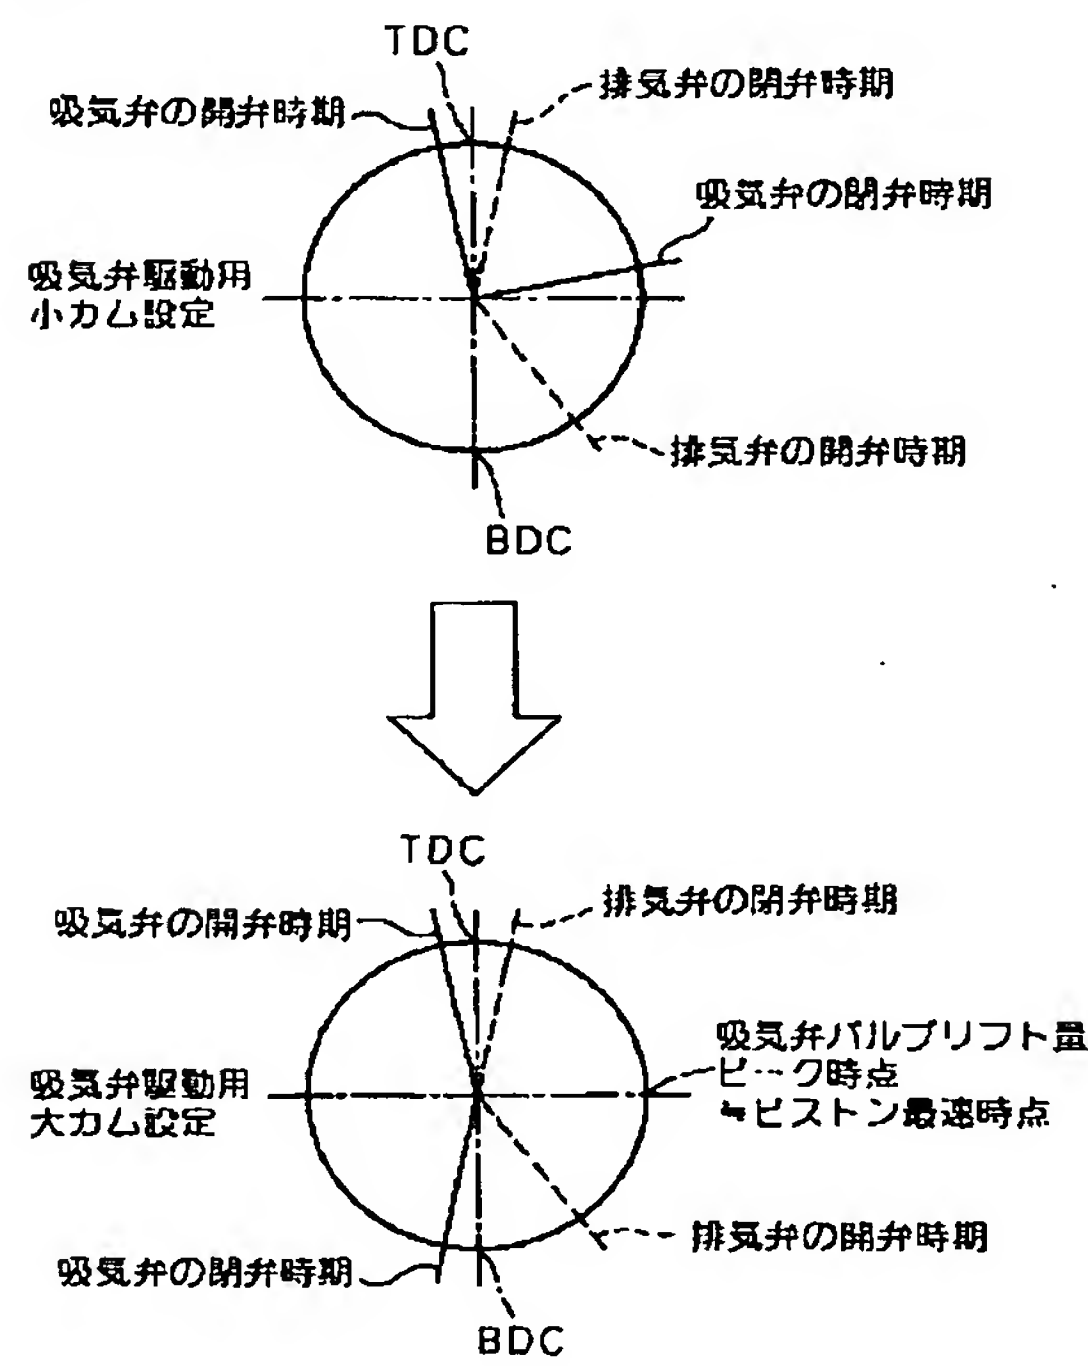 TDC
吸気弁の開弁時期
排気弁の閉弁時期
吸気弁の閉弁時期
吸気弁駆動用
小カム設定
排気弁の開弁時期
BDC
TDC
吸気弁の開弁時期
排気弁の閉弁時期
吸気弁バルブリフト量
ピーク時点
≒ピストン最速時点
吸気弁駆動用
大カム設定
排気弁の開弁時期
吸気弁の閉弁時期
BDC